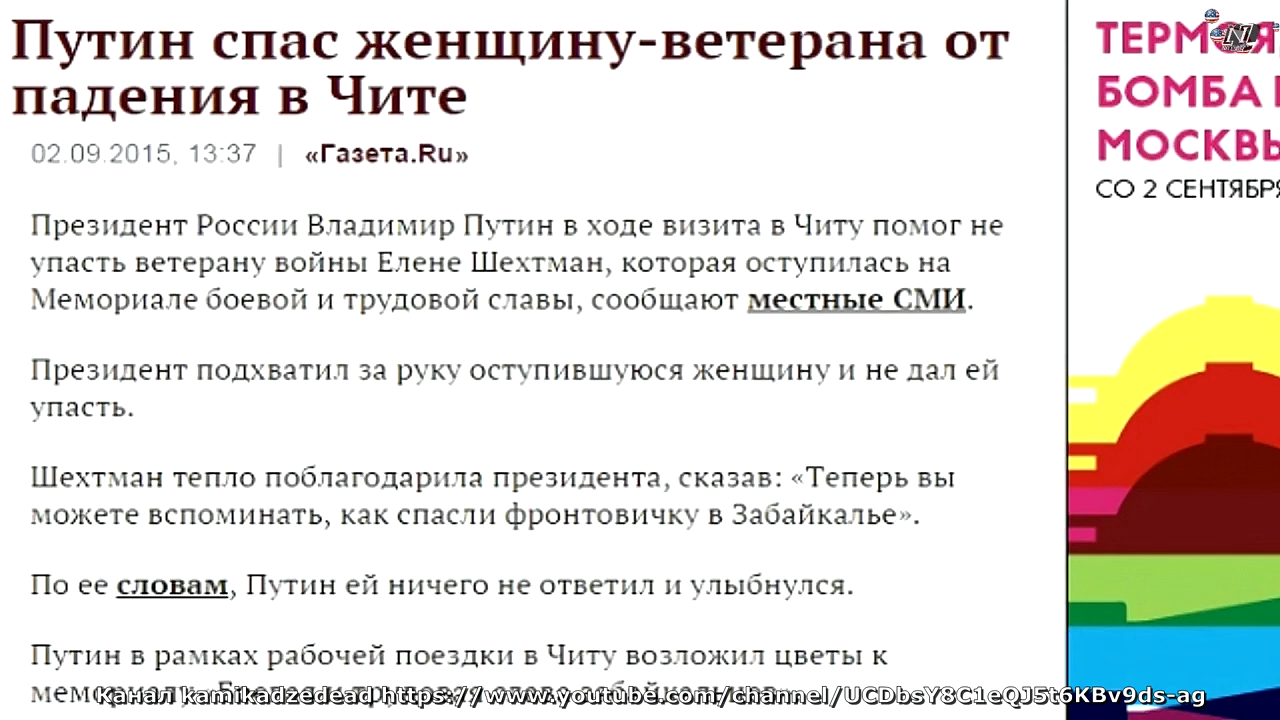 Путин спас женщину-ветерана от
падения в Чите
02.09.2015, 13:37 | «Газета.Ru»
Президент России Владимир Путин в ходе визита в Читу помог не
упасть ветерану войны Елене Шехтман, которая оступилась на
Мемориале боевой и трудовой славы, сообщают местные СМИ.
Президент подхватил за руку оступившуюся женщину и не дал ей
упасть.
Шехтман тепло поблагодарила президента, сказав: «Теперь вы
можете вспоминать, как спасли фронтовичку в Забайкалье».
По ее словам, Путин ей ничего не ответил и улыбнулся.
Путин в рамках рабочей поездки в Читу возложил цветы к
Канал kamikadzedead https://www.youtube.com/channel/UCDbsY8C1eQJ5t6KBv9ds-ag
БОМБА
МОСКВЫ
СО 2 СЕНТЯБРЯ